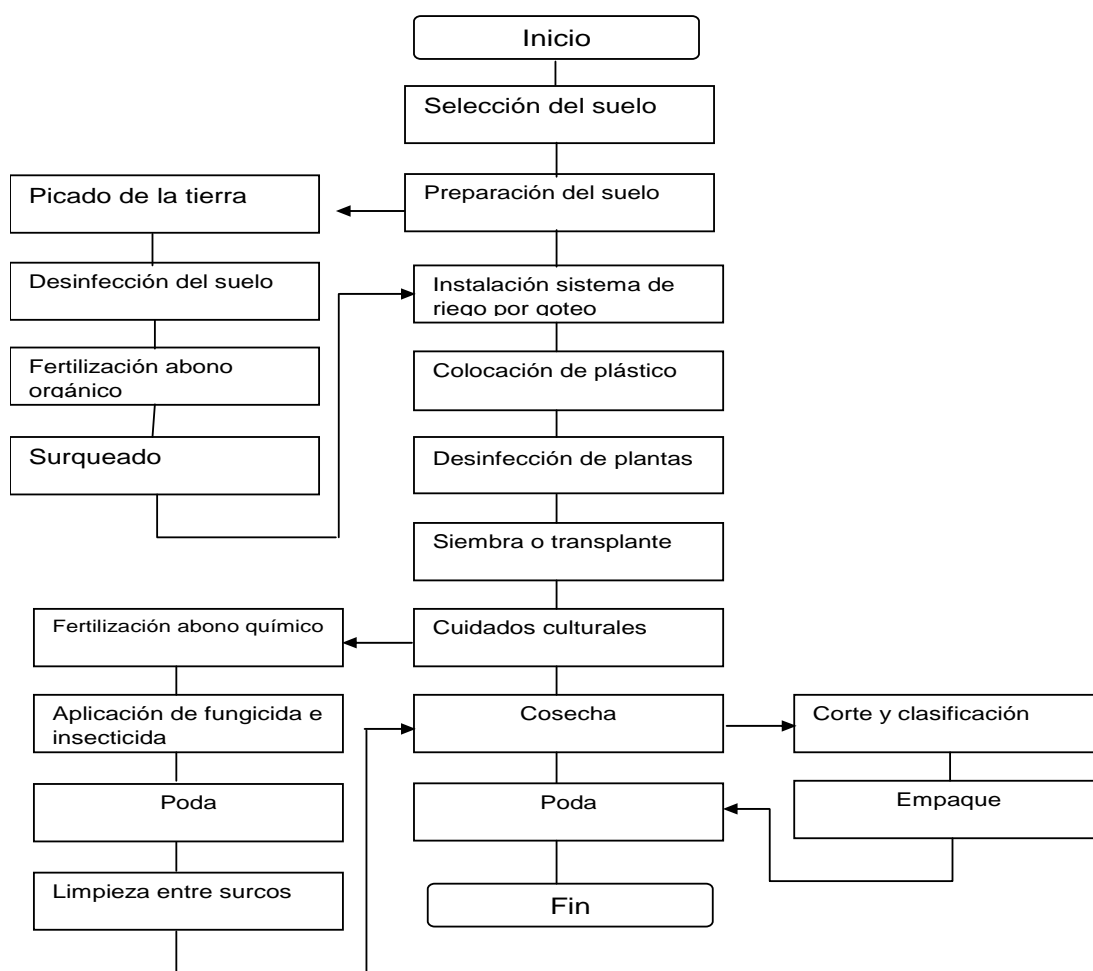 Inicio
Selección del suelo
Preparación del suelo
Picado de la tierra
Desinfección del suelo
Fertilización abono
orgánico
Surqueado
Instalación sistema de
riego por goteo
Colocación de plástico
Desinfección de plantas
Siembra o transplante
Cuidados culturales
Fertilización abono químico
Aplicación de fungicida e
insecticida
Poda
Limpieza entre surcos
Cosecha
Corte y clasificación
Empaque
Poda
Fin